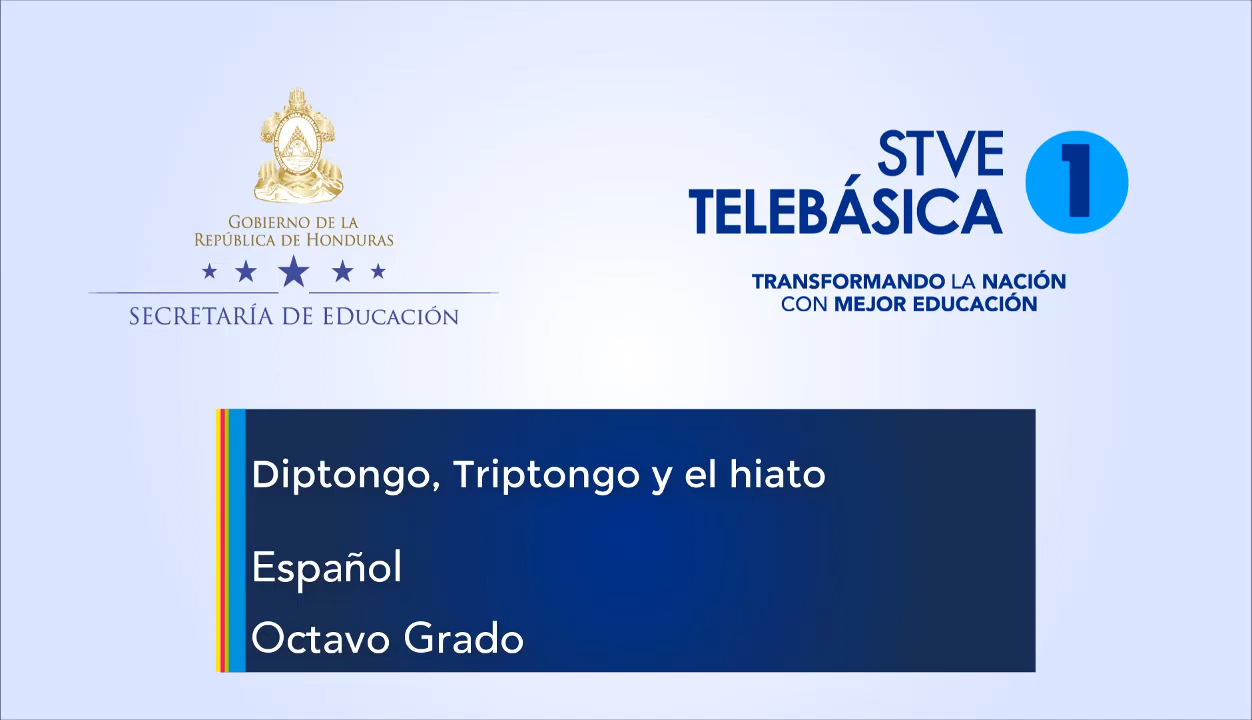 GOBIERNO DE LA
REPÚBLICA DE HONDURAS
SECRETARÍA DE EDUCACIÓN
STVE
TELEBÁSICA
1
TRANSFORMANDO LA NACIÓN
CON MEJOR EDUCACIÓN
Diptongo, Triptongo y el hiato
Español
Octavo Grado